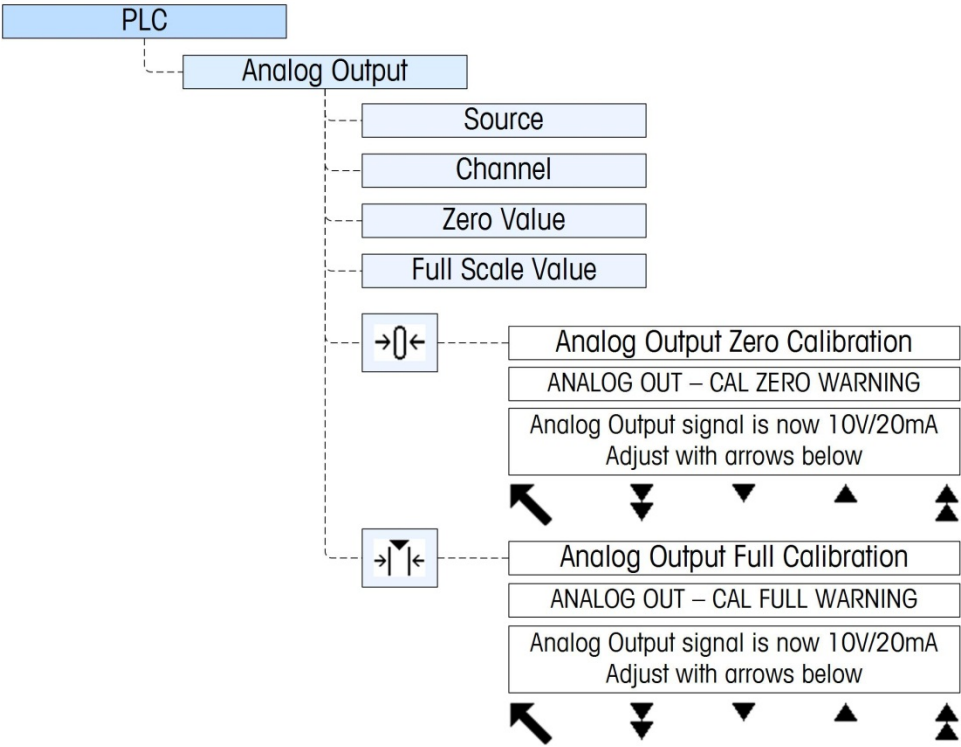 PLC
Analog Output
Source
Channel
Zero Value
Full Scale Value
→0←
Analog Output Zero Calibration
ANALOG OUT – CAL ZERO WARNING
Analog Output signal is now 10V/20mA
Adjust with arrows below
Analog Output Full Calibration
ANALOG OUT – CAL FULL WARNING
Analog Output signal is now 10V/20mA
Adjust with arrows below